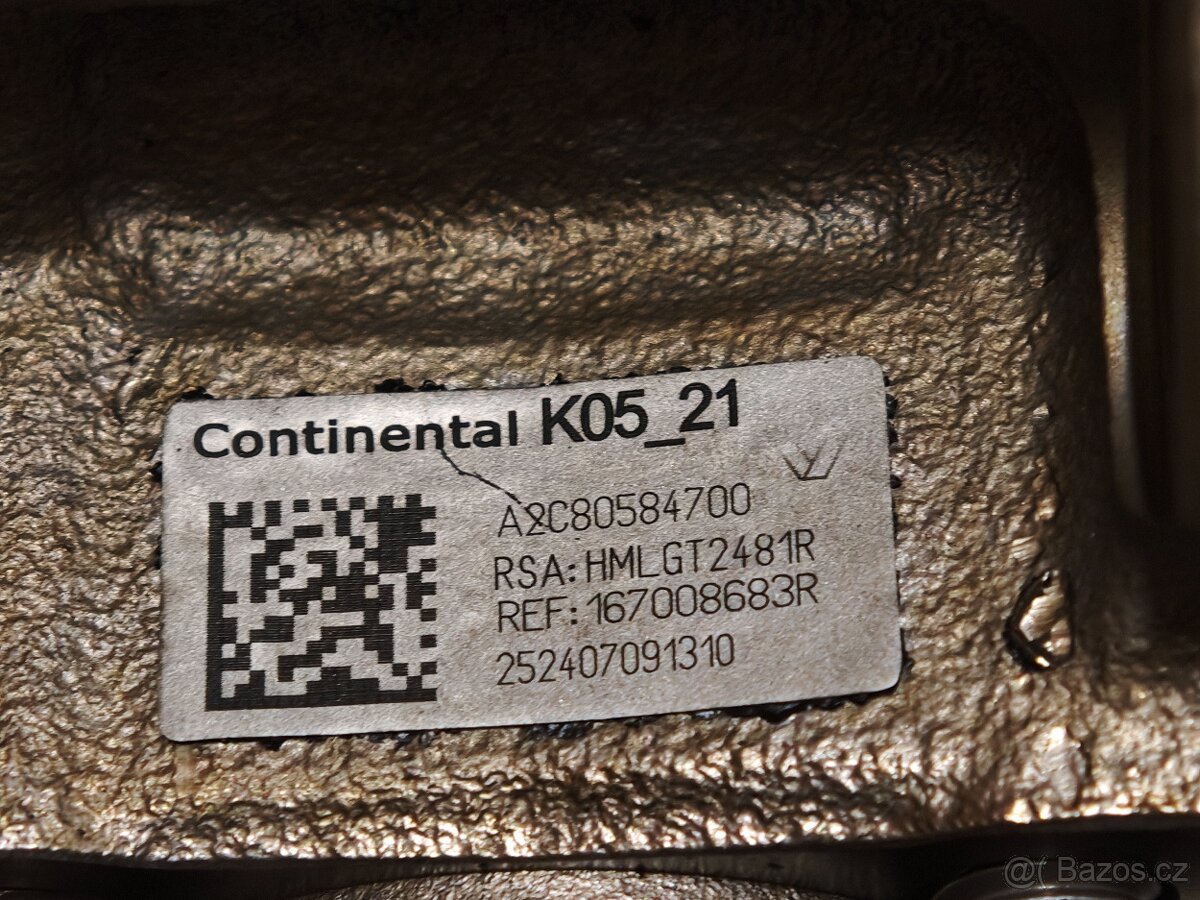 Continental K05_21
A2C80584700
RSA: HMLGT2481R
REF: 167008683R
252407091310
@( Bazos.cz